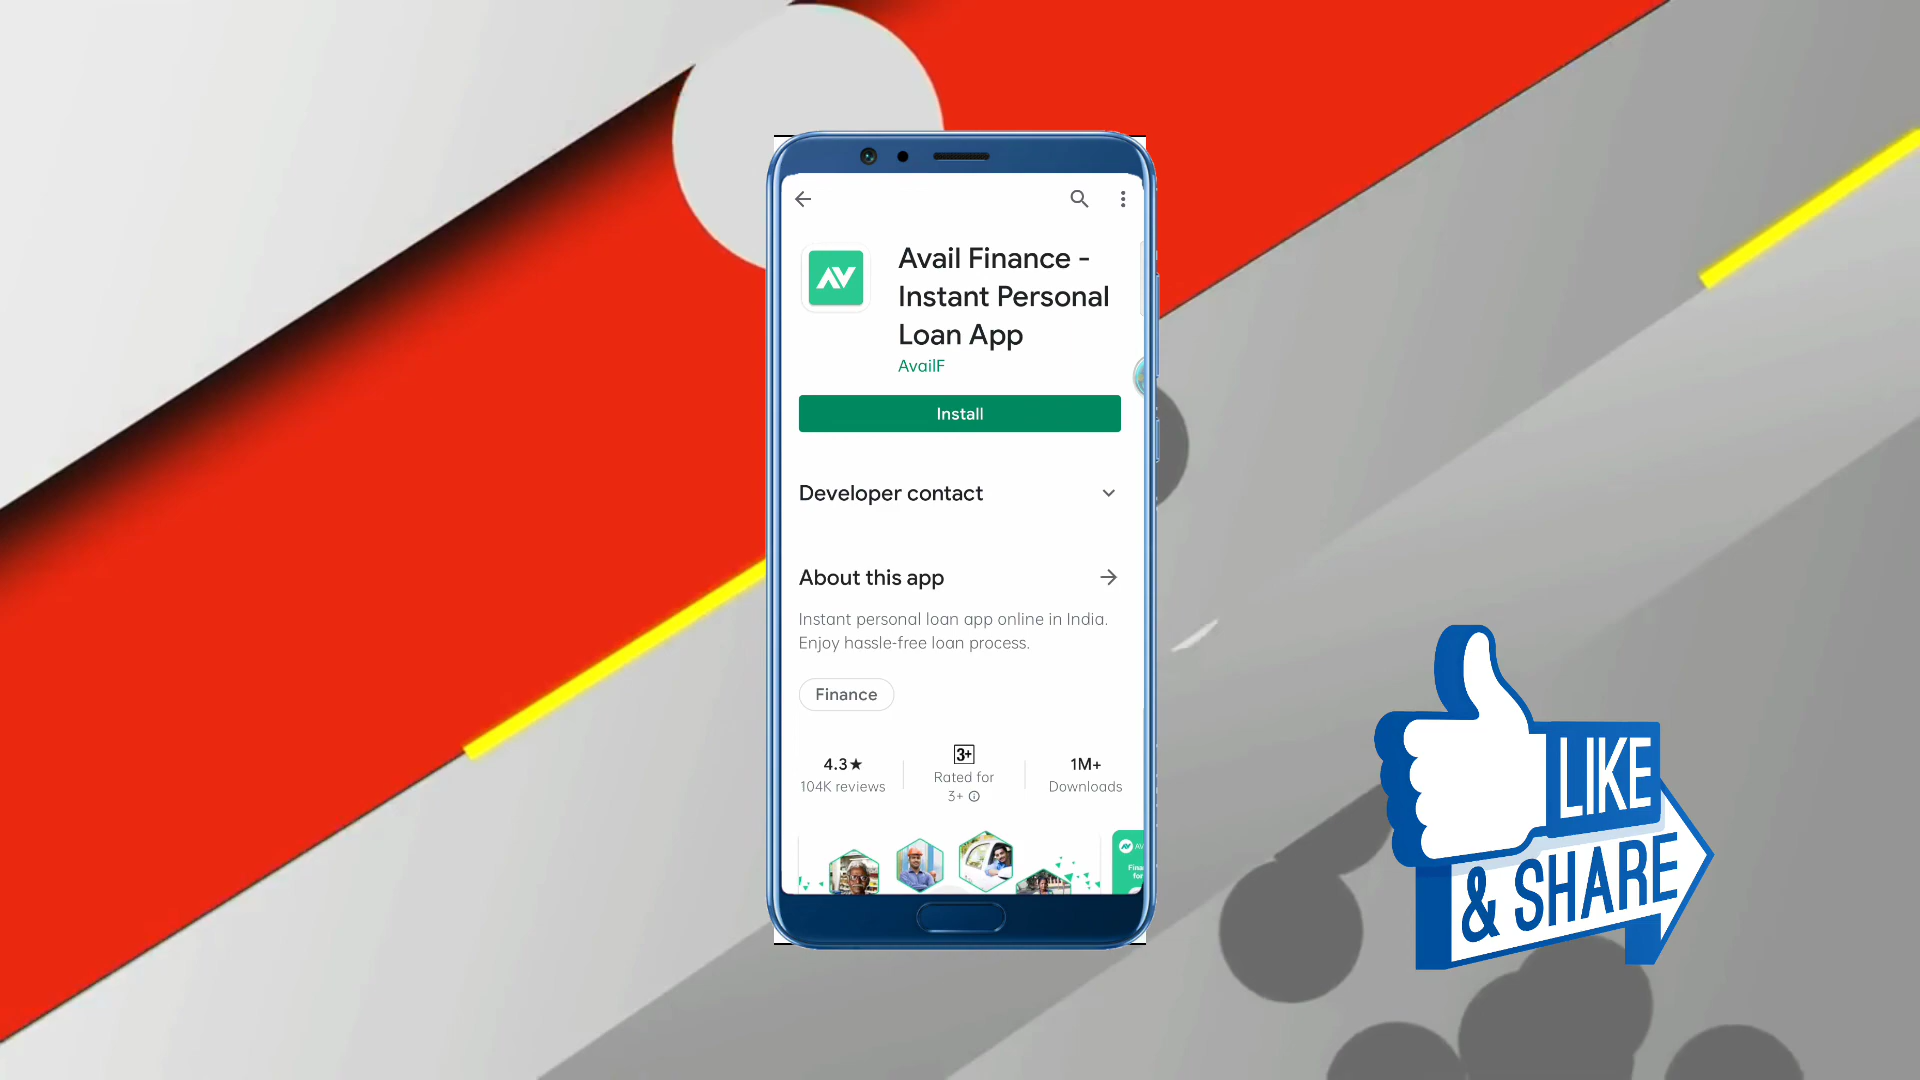 Avail Finance -
Instant Personal
Loan App
AvailF
Install
Developer contact
About this app
Instant personal loan app online in India.
Enjoy hassle-free loan process.
Finance
4.3★
104K reviews
3+
Rated for
3+
1M+
Downloads
LIKE
& SHARE